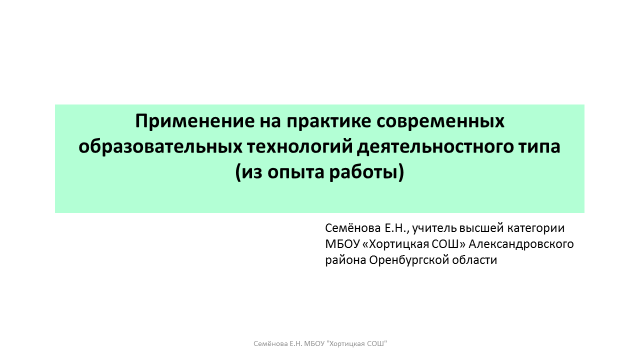 Применение на практике современных
образовательных технологий деятельностного типа
(из опыта работы)
Семёнова Е.Н., учитель высшей категории
МБОУ «Хортицкая СОШ» Александровского
района Оренбургской области
Семёнова Е.Н. МБОУ "Хортицкая СОШ"